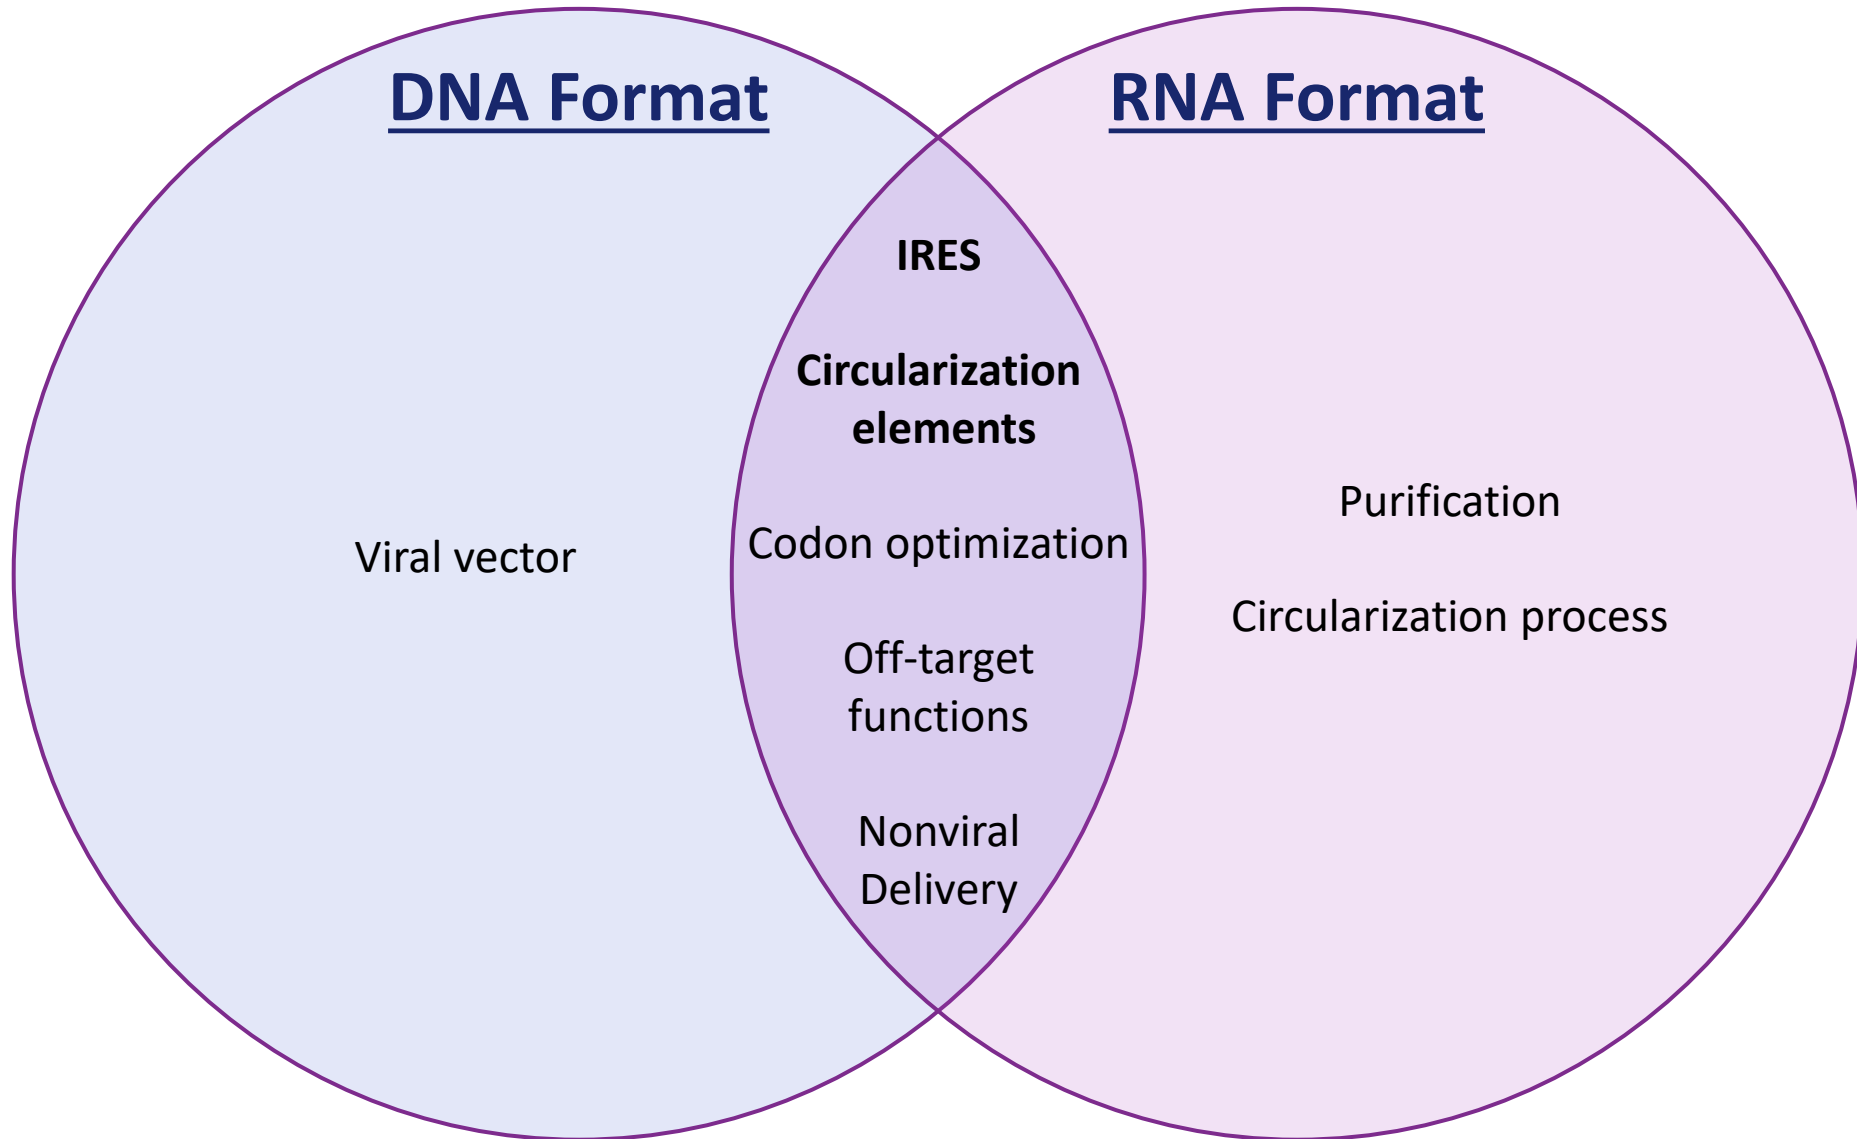 DNA Format
RNA Format
IRES
Circularization
elements
Codon optimization
Off-target
functions
Nonviral
Delivery
Viral vector
Purification
Circularization process